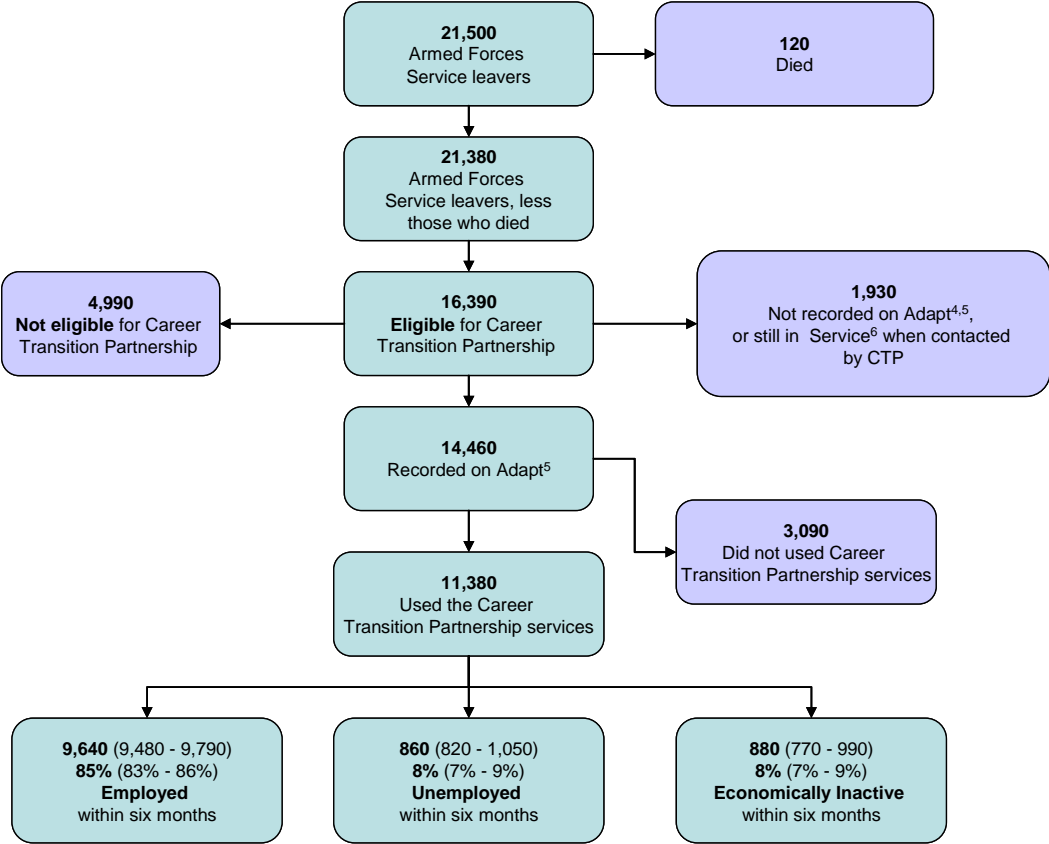 21,500
Armed Forces
Service leavers
120
Died
21,380
Armed Forces
Service leavers, less
those who died
4,990
Not eligible for Career
Transition Partnership
16,390
Eligible for Career
Transition Partnership
1,930
Not recorded on Adapt4,5,
or still in Service6 when contacted
by CTP
14,460
Recorded on Adapt5
3,090
Did not used Career
Transition Partnership services
11,380
Used the Career
Transition Partnership services
9,640 (9,480 - 9,790)
85% (83% - 86%)
Employed
within six months
860 (820 - 1,050)
8% (7% - 9%)
Unemployed
within six months
880 (770 - 990)
8% (7% - 9%)
Economically Inactive
within six months